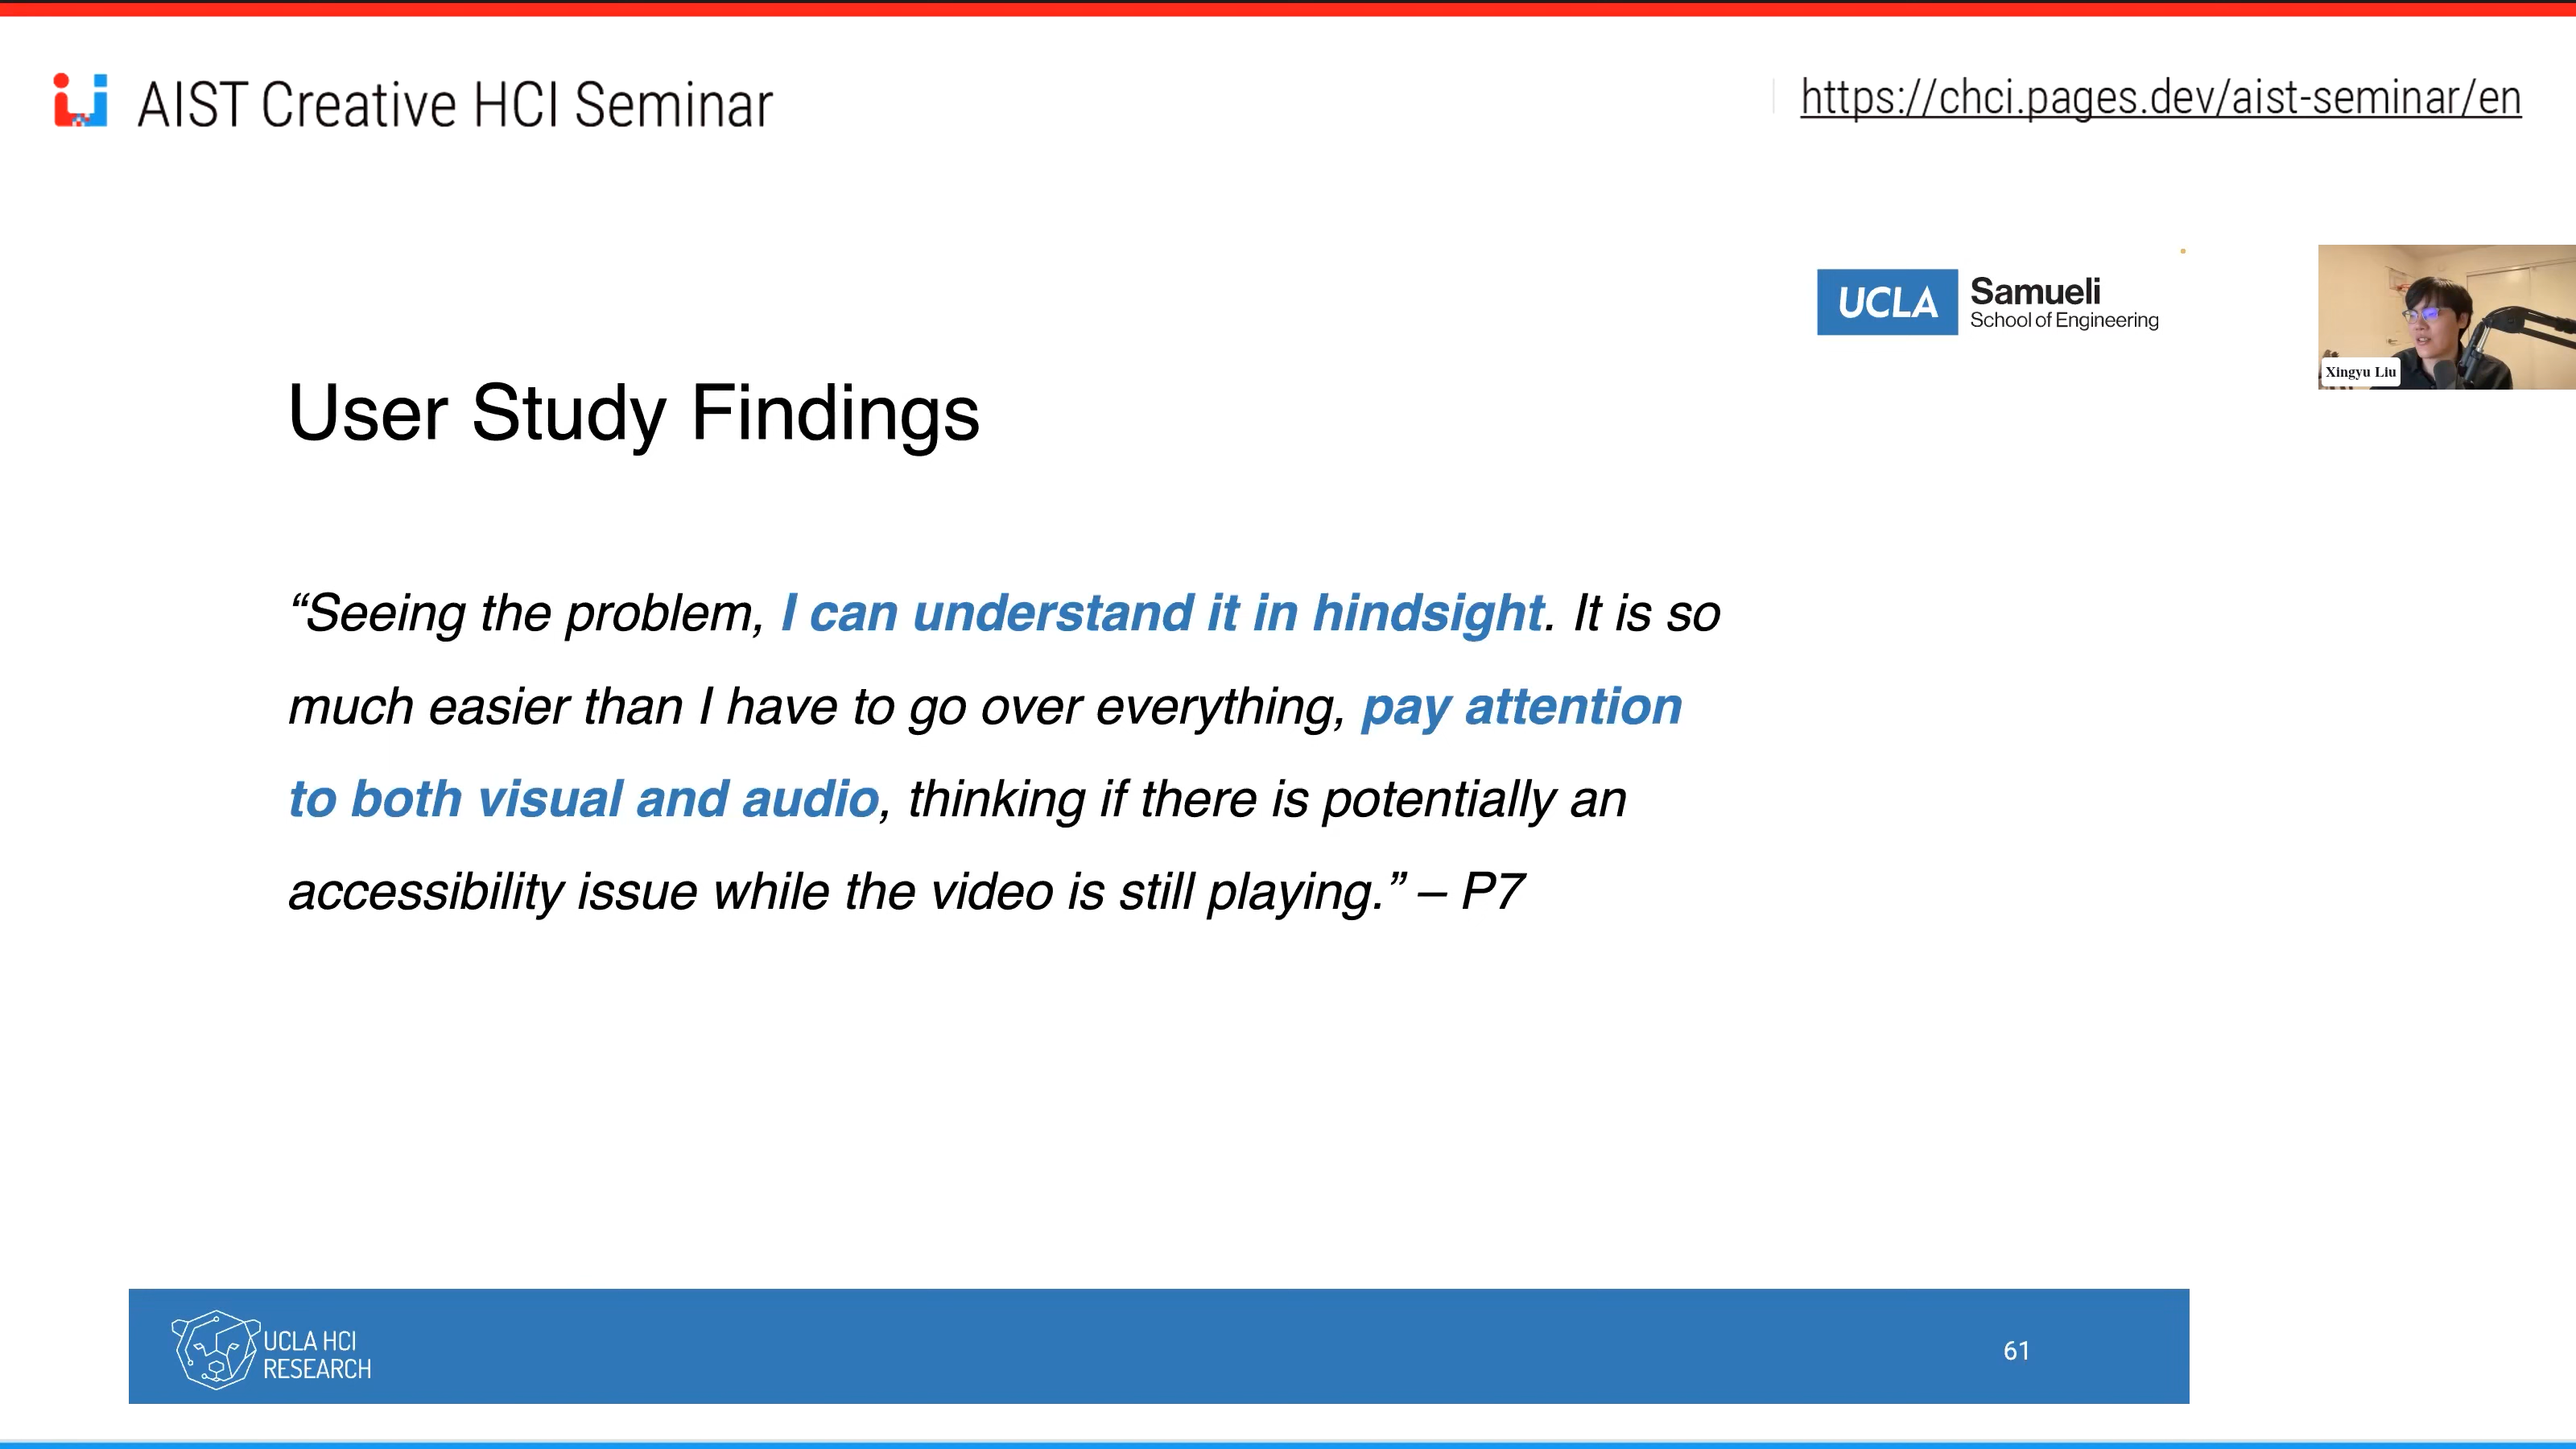 AIST Creative HCI Seminar
https://chci.pages.dev/aist-seminar/en
UCLA
Samueli
School of Engineering
Xingyu Liu
User Study Findings
“Seeing the problem, I can understand it in hindsight. It is so
much easier than I have to go over everything, pay attention
to both visual and audio, thinking if there is potentially an
accessibility issue while the video is still playing.” – P7
UCLA HCI
RESEARCH
61